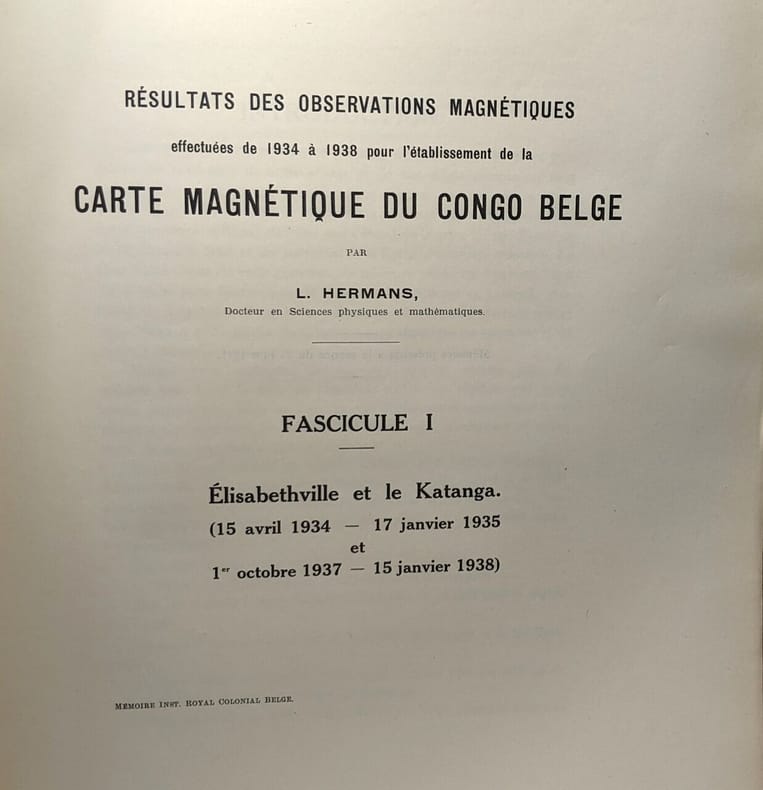 RÉSULTATS DES OBSERVATIONS MAGNÉTIQUES
effectuées de 1934 à 1938 pour l'établissement de la
CARTE MAGNÉTIQUE DU CONGO BELGE
PAR
L. HERMANS,
Docteur en Sciences physiques et mathématiques.
FASCICULE I
Élisabethville et le Katanga.
(15 avril 1934 — 17 janvier 1935
et
1er octobre 1937 — 15 janvier 1938)
MÉMOIRE INST. ROYAL COLONIAL BELGE.